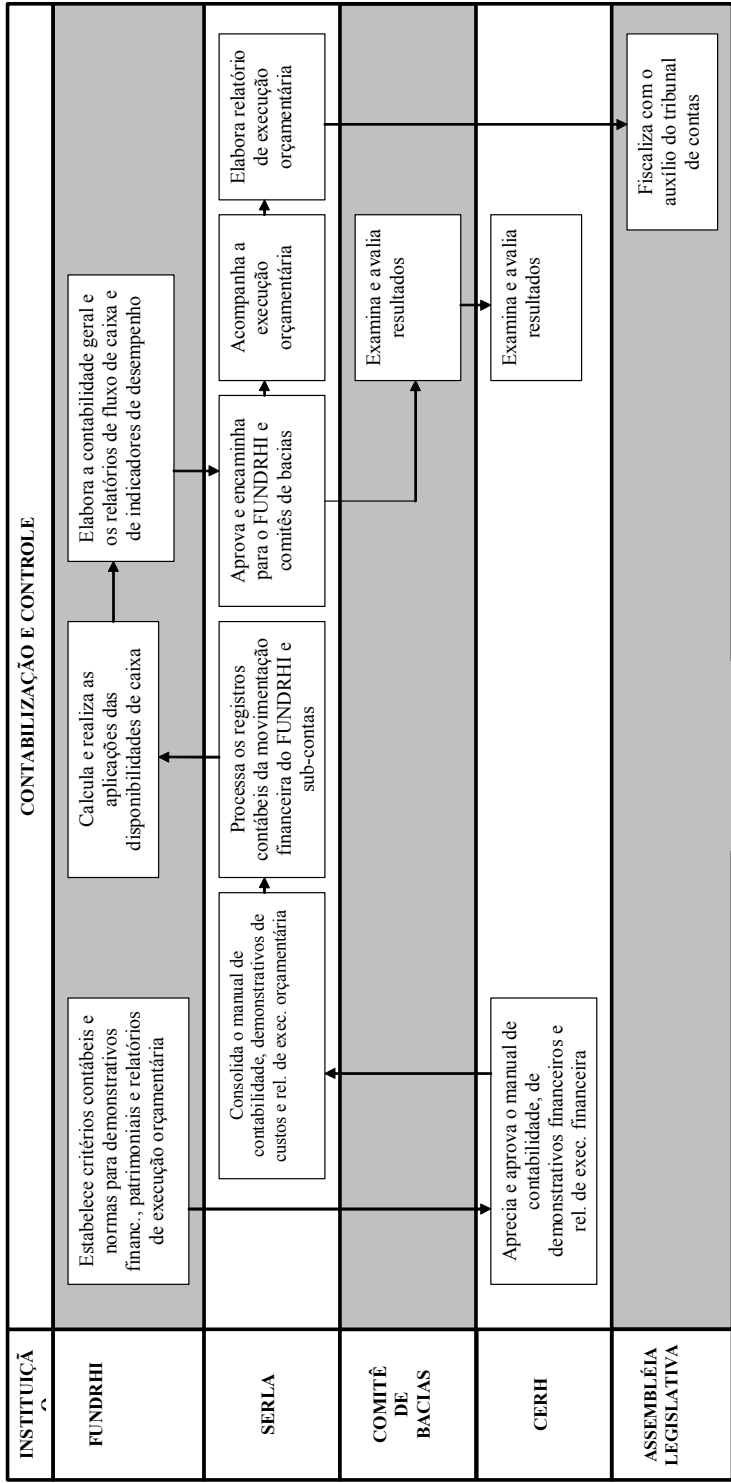 INSTITUIÇÃ
CONTABILIZAÇÃO E CONTROLE
FUNDRHI
Estabelece critérios contábeis e
normas para demonstrativos
financ., patrimoniais e relatórios
de execução orçamentária
Calcula e realiza as
aplicações das
disponibilidades de caixa
Elabora a contabilidade geral e
os relatórios de fluxo de caixa e
de indicadores de desempenho
SERLA
Consolida o manual de
contabilidade, demonstrativos de
custos e rel. de exec. orçamentária
Processa os registros
contábeis da movimentação
financeira do FUNDRHI e
sub-contas
Aprova e encaminha
para o FUNDRHI e
comitês de bacias
Acompanha a
execução
orçamentária
Elabora relatório
de execução
orçamentária
COMITÊ
DE
BACIAS
Examina e avalia
resultados
CERH
Aprecia e aprova o manual de
contabilidade, de
demonstrativos financeiros e
rel. de exec. financeira
Examina e avalia
resultados
ASSEMBLÉIA
LEGISLATIVA
Fiscaliza com o
auxílio do tribunal
de contas